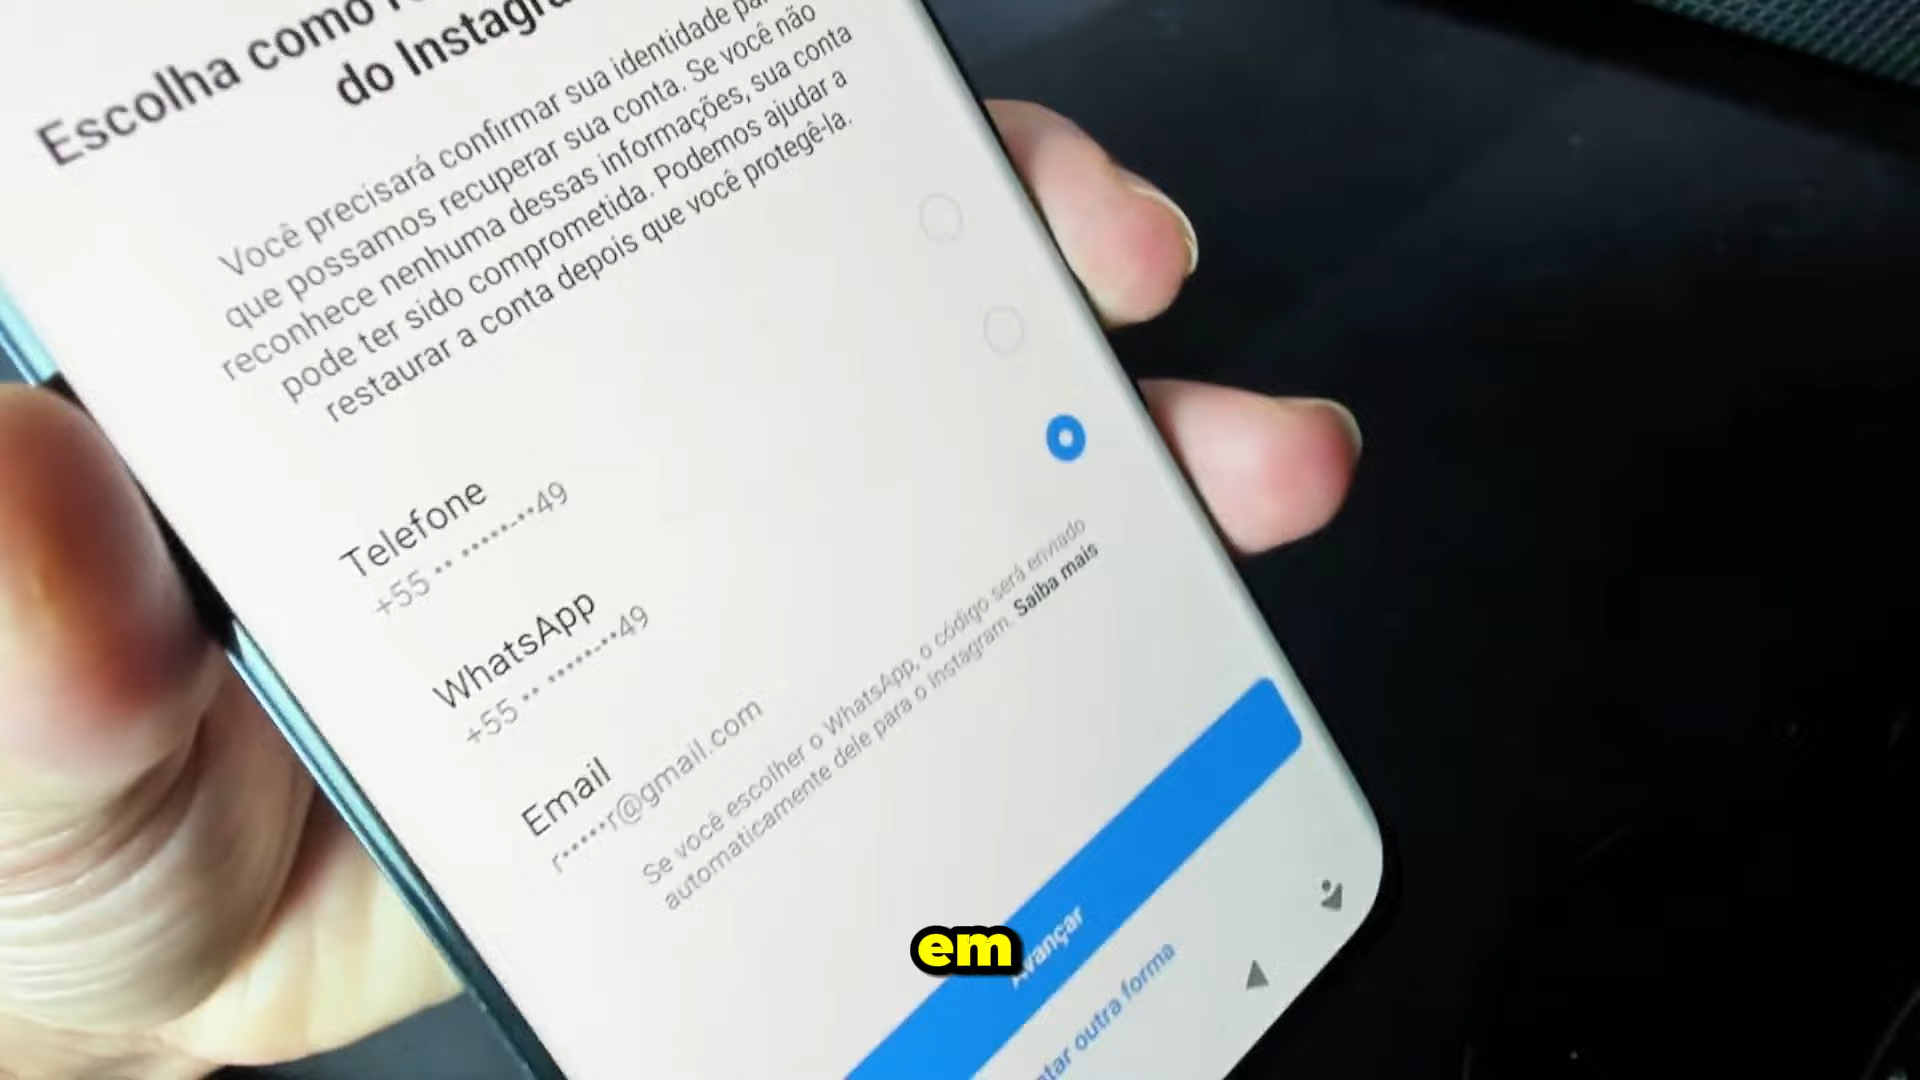 Escolha como
do Instagra
Você precisará confirmar sua identidade
que possamos recuperar sua conta. Se você não
reconhece nenhuma dessas informações, sua conta
pode ter sido comprometida. Podemos ajudar a
restaurar a conta depois que você protegê-la.
Telefone
+55 •• •••••-••49
WhatsApp
+55 •• •••••-••49
Email
r•••••r@gmail.com
Se você escolher o WhatsApp, o código será enviado
automaticamente dele para o Instagram. Saiba mais
Avançar
ntar outra forma
em